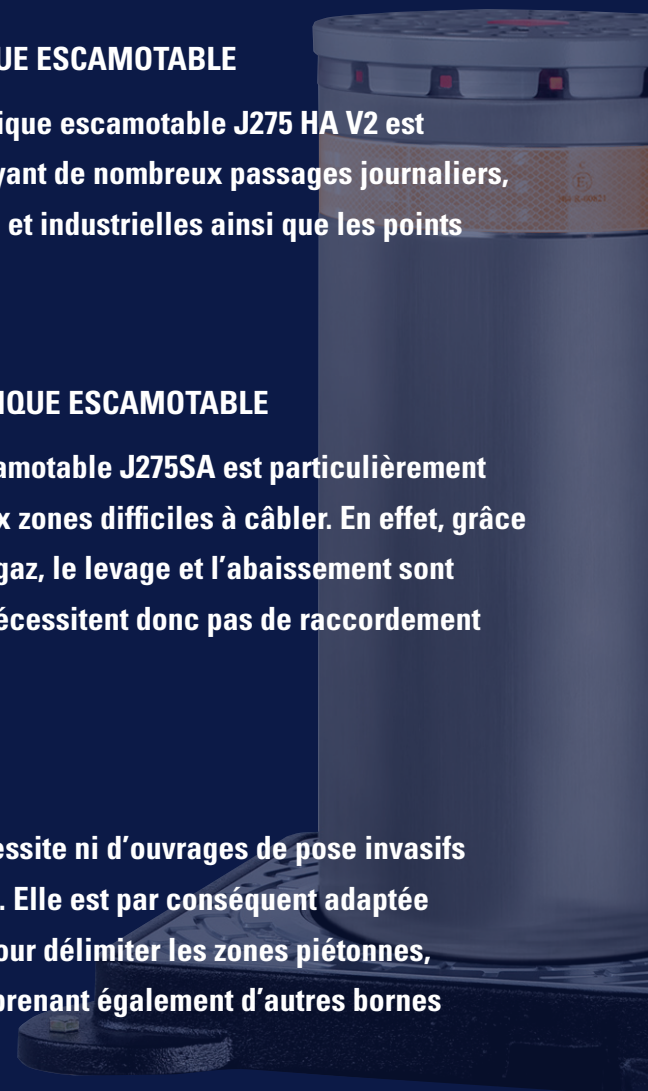 UE ESCAMOTABLE
ique escamotable J275 HA V2 est
yant de nombreux passages journaliers,
et industrielles ainsi que les points
IQUE ESCAMOTABLE
amotable J275SA est particulièrement
x zones difficiles à câbler. En effet, grâce
gaz, le levage et l’abaissement sont
écessitent donc pas de raccordement
essite ni d’ouvrages de pose invasifs
. Elle est par conséquent adaptée
our délimiter les zones piétonnes,
prenant également d’autres bornes